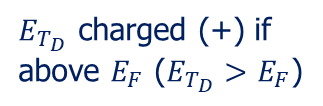 $E_{T_D}$ charged (+) if
above $E_F$ ($E_{T_D} > E_F$)